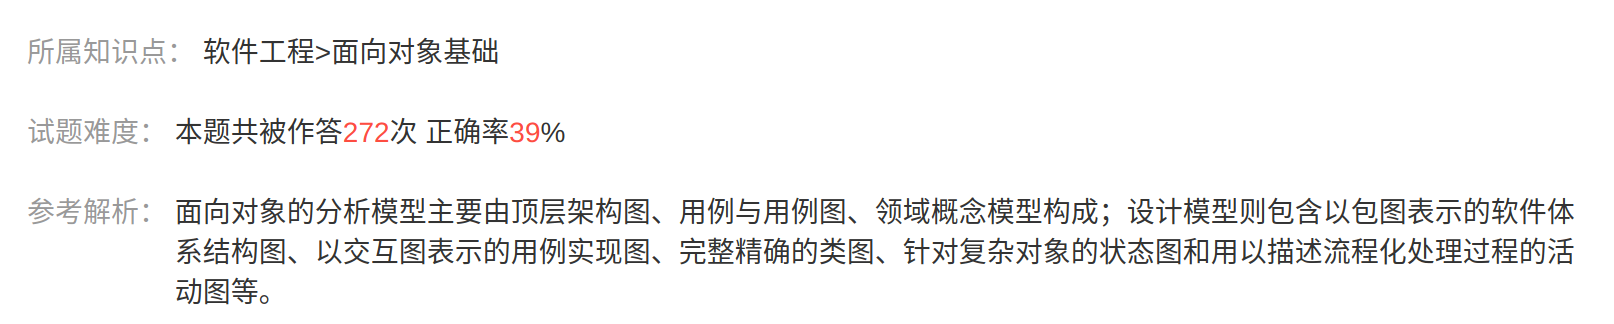 所属知识点： 软件工程>面向对象基础
试题难度： 本题共被作答272次 正确率39%
参考解析： 面向对象的分析模型主要由顶层架构图、用例与用例图、领域概念模型构成；设计模型则包含以包图表示的软件体
系结构图、以交互图表示的用例实现图、完整精确的类图、针对复杂对象的状态图和用以描述流程化处理过程的活
动图等。